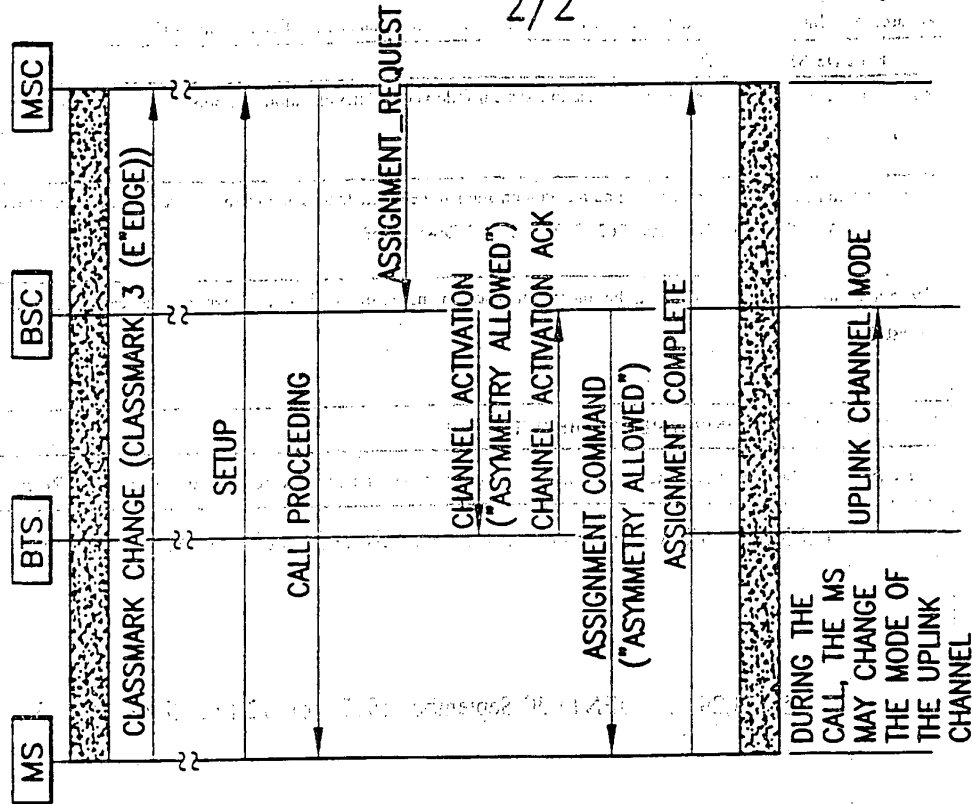 2/2
MS
BTS
BSC
MSC
CLASSMARK CHANGE (CLASSMARK 3 (E"EDGE))
SETUP
CALL PROCEEDING
ASSIGNMENT_REQUEST
CHANNEL ACTIVATION
("ASYMMETRY ALLOWED")
CHANNEL ACTIVATION ACK
ASSIGNMENT COMMAND
("ASYMMETRY ALLOWED")
ASSIGNMENT COMPLETE
DURING THE
CALL, THE MS
MAY CHANGE
THE MODE OF
THE UPLINK
CHANNEL
UPLINK CHANNEL MODE